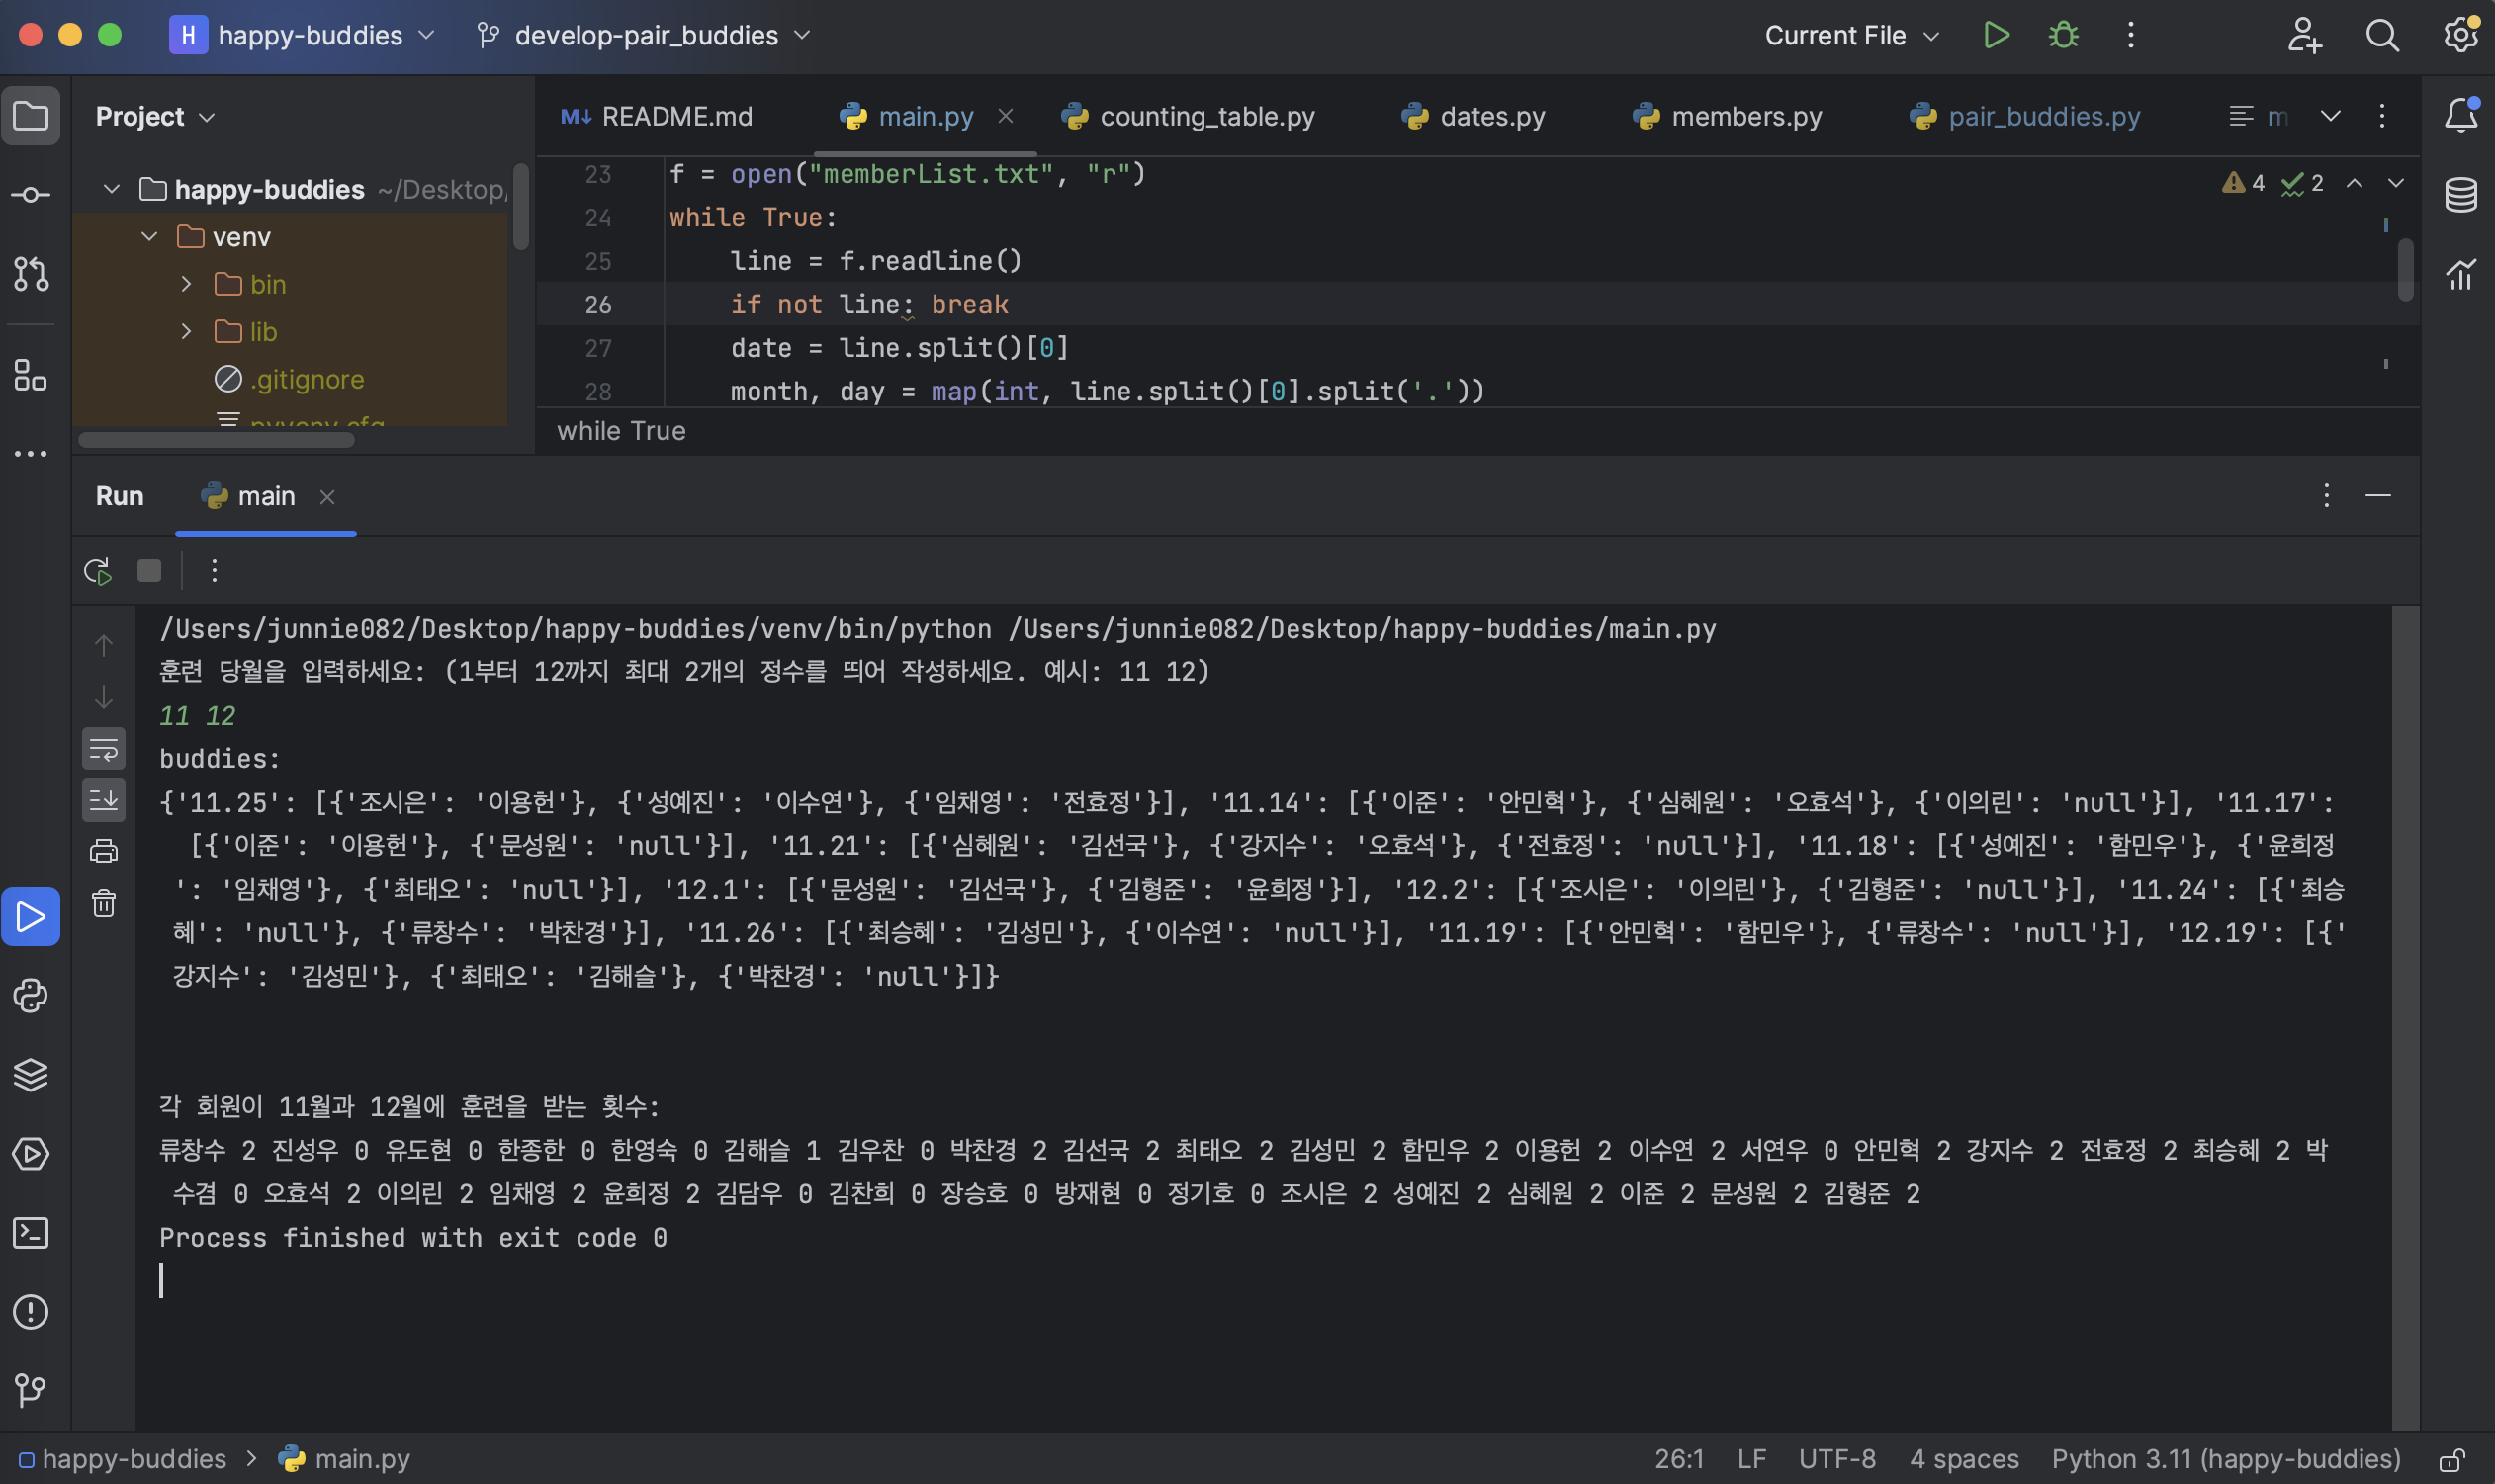 H happy-buddies develop-pair_buddies Current File
Project
README.md main.py counting_table.py dates.py members.py pair_buddies.py m
happy-buddies ~/Desktop/
venv
bin
lib
.gitignore
pyvenv.cfg
23 f = open("memberList.txt", "r")
24 while True:
25 line = f.readline()
26 if not line: break
27 date = line.split()[0]
28 month, day = map(int, line.split()[0].split('.'))
4 2
while True
Run main
/Users/junnie082/Desktop/happy-buddies/venv/bin/python /Users/junnie082/Desktop/happy-buddies/main.py
훈련 당월을 입력하세요: (1부터 12까지 최대 2개의 정수를 띄어 작성하세요. 예시: 11 12)
11 12
buddies:
{'11.25': [{'조시은': '이용헌'}, {'성예진': '이수연'}, {'임채영': '전효정'}], '11.14': [{'이준': '안민혁'}, {'심혜원': '오효석'}, {'이의린': 'null'}], '11.17':
[{'이준': '이용헌'}, {'문성원': 'null'}], '11.21': [{'심혜원': '김선국'}, {'강지수': '오효석'}, {'전효정': 'null'}], '11.18': [{'성예진': '함민우'}, {'윤희정
': '임채영'}, {'최태오': 'null'}], '12.1': [{'문성원': '김선국'}, {'김형준': '윤희정'}], '12.2': [{'조시은': '이의린'}, {'김형준': 'null'}], '11.24': [{'최승
혜': 'null'}, {'류창수': '박찬경'}], '11.26': [{'최승혜': '김성민'}, {'이수연': 'null'}], '11.19': [{'안민혁': '함민우'}, {'류창수': 'null'}], '12.19': [{'
강지수': '김성민'}, {'최태오': '김해슬'}, {'박찬경': 'null'}]}
각 회원이 11월과 12월에 훈련을 받는 횟수:
류창수 2 진성우 0 유도현 0 한종한 0 한영숙 0 김해슬 1 김우찬 0 박찬경 2 김선국 2 최태오 2 김성민 2 함민우 2 이용헌 2 이수연 2 서연우 0 안민혁 2 강지수 2 전효정 2 최승혜 2 박
수겸 0 오효석 2 이의린 2 임채영 2 윤희정 2 김담우 0 김찬희 0 장승호 0 방재현 0 정기호 0 조시은 2 성예진 2 심혜원 2 이준 2 문성원 2 김형준 2
Process finished with exit code 0
happy-buddies main.py 26:1 LF UTF-8 4 spaces Python 3.11 (happy-buddies)